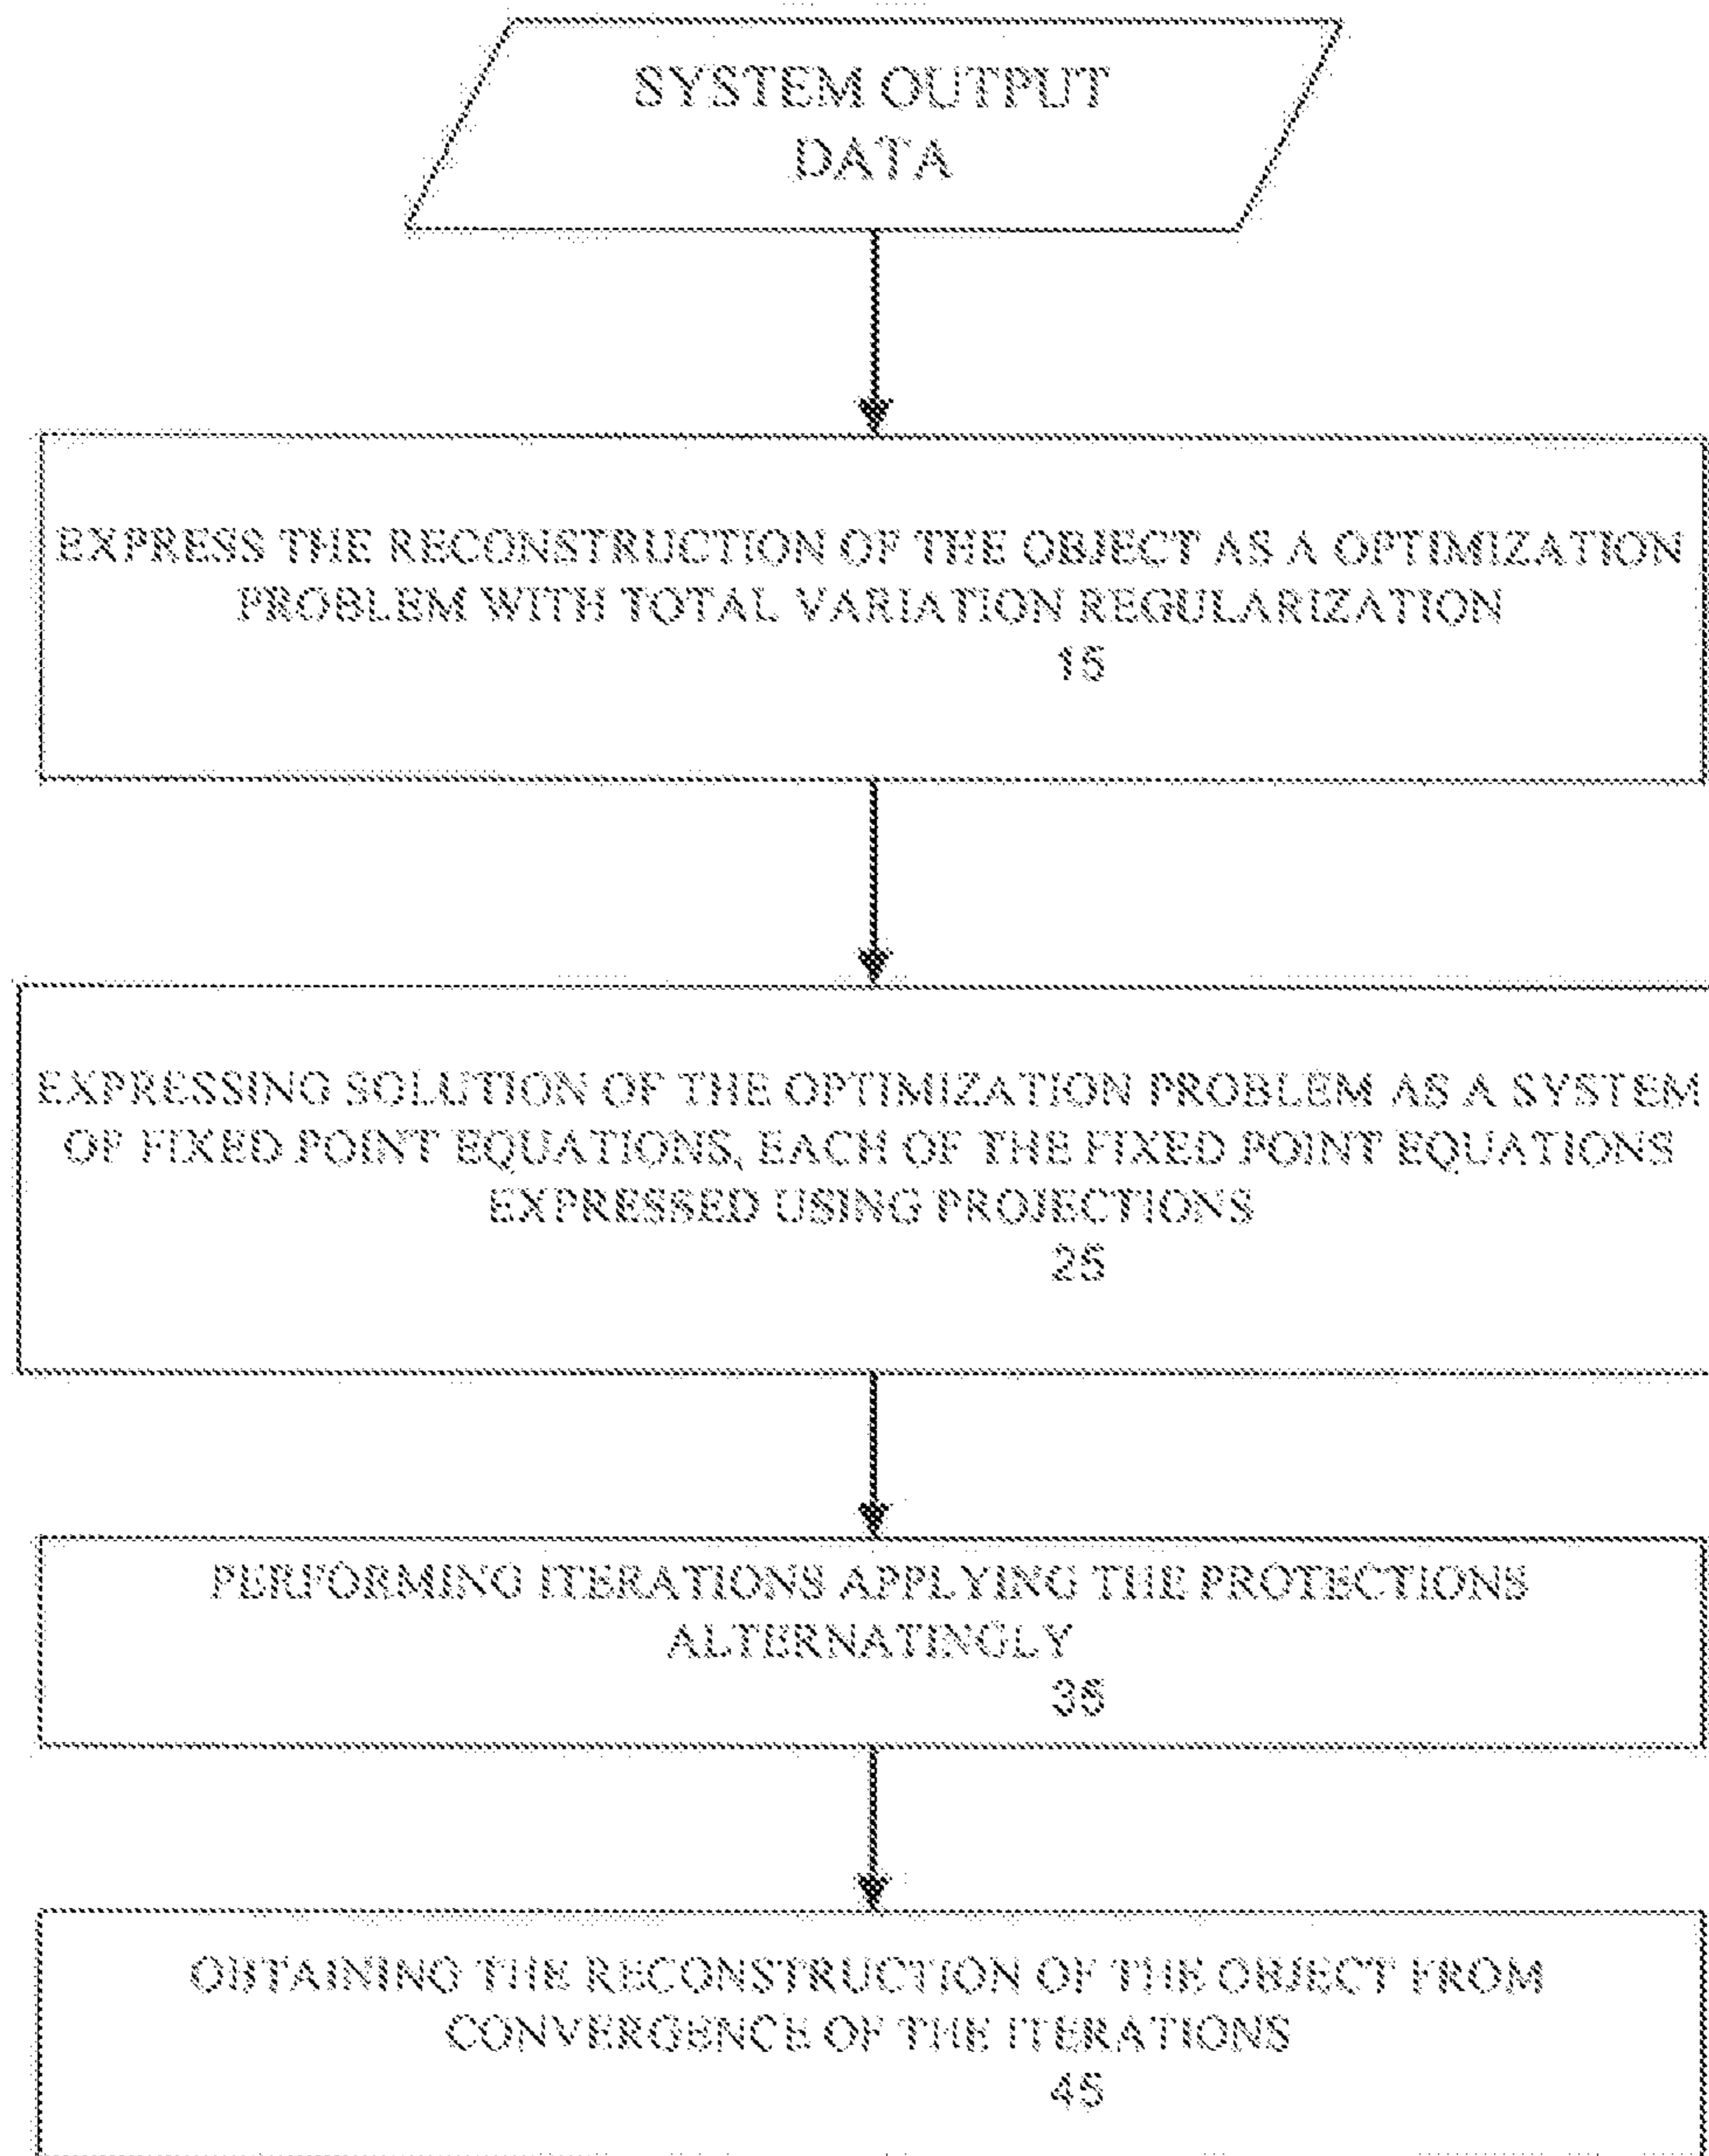 SYSTEM OUTPUT
DATA
EXPRESS THE RECONSTRUCTION OF THE OBJECT AS A OPTIMIZATION
PROBLEM WITH TOTAL VARIATION REGULARIZATION
15
EXPRESSING SOLUTION OF THE OPTIMIZATION PROBLEM AS A SYSTEM
OF FIXED POINT EQUATIONS, EACH OF THE FIXED POINT EQUATIONS
EXPRESSED USING PROJECTIONS
25
PERFORMING ITERATIONS APPLYING THE PROTECTIONS
ALTERNATINGLY
35
OBTAINING THE RECONSTRUCTION OF THE OBJECT FROM
CONVERGENCE OF THE ITERATIONS
45